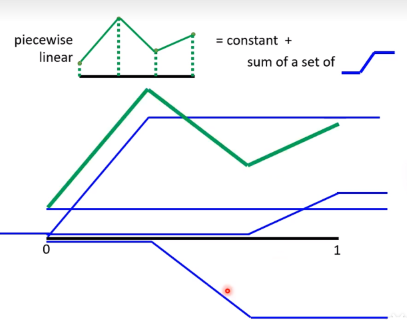 piecewise
linear
= constant +
sum of a set of
0
1